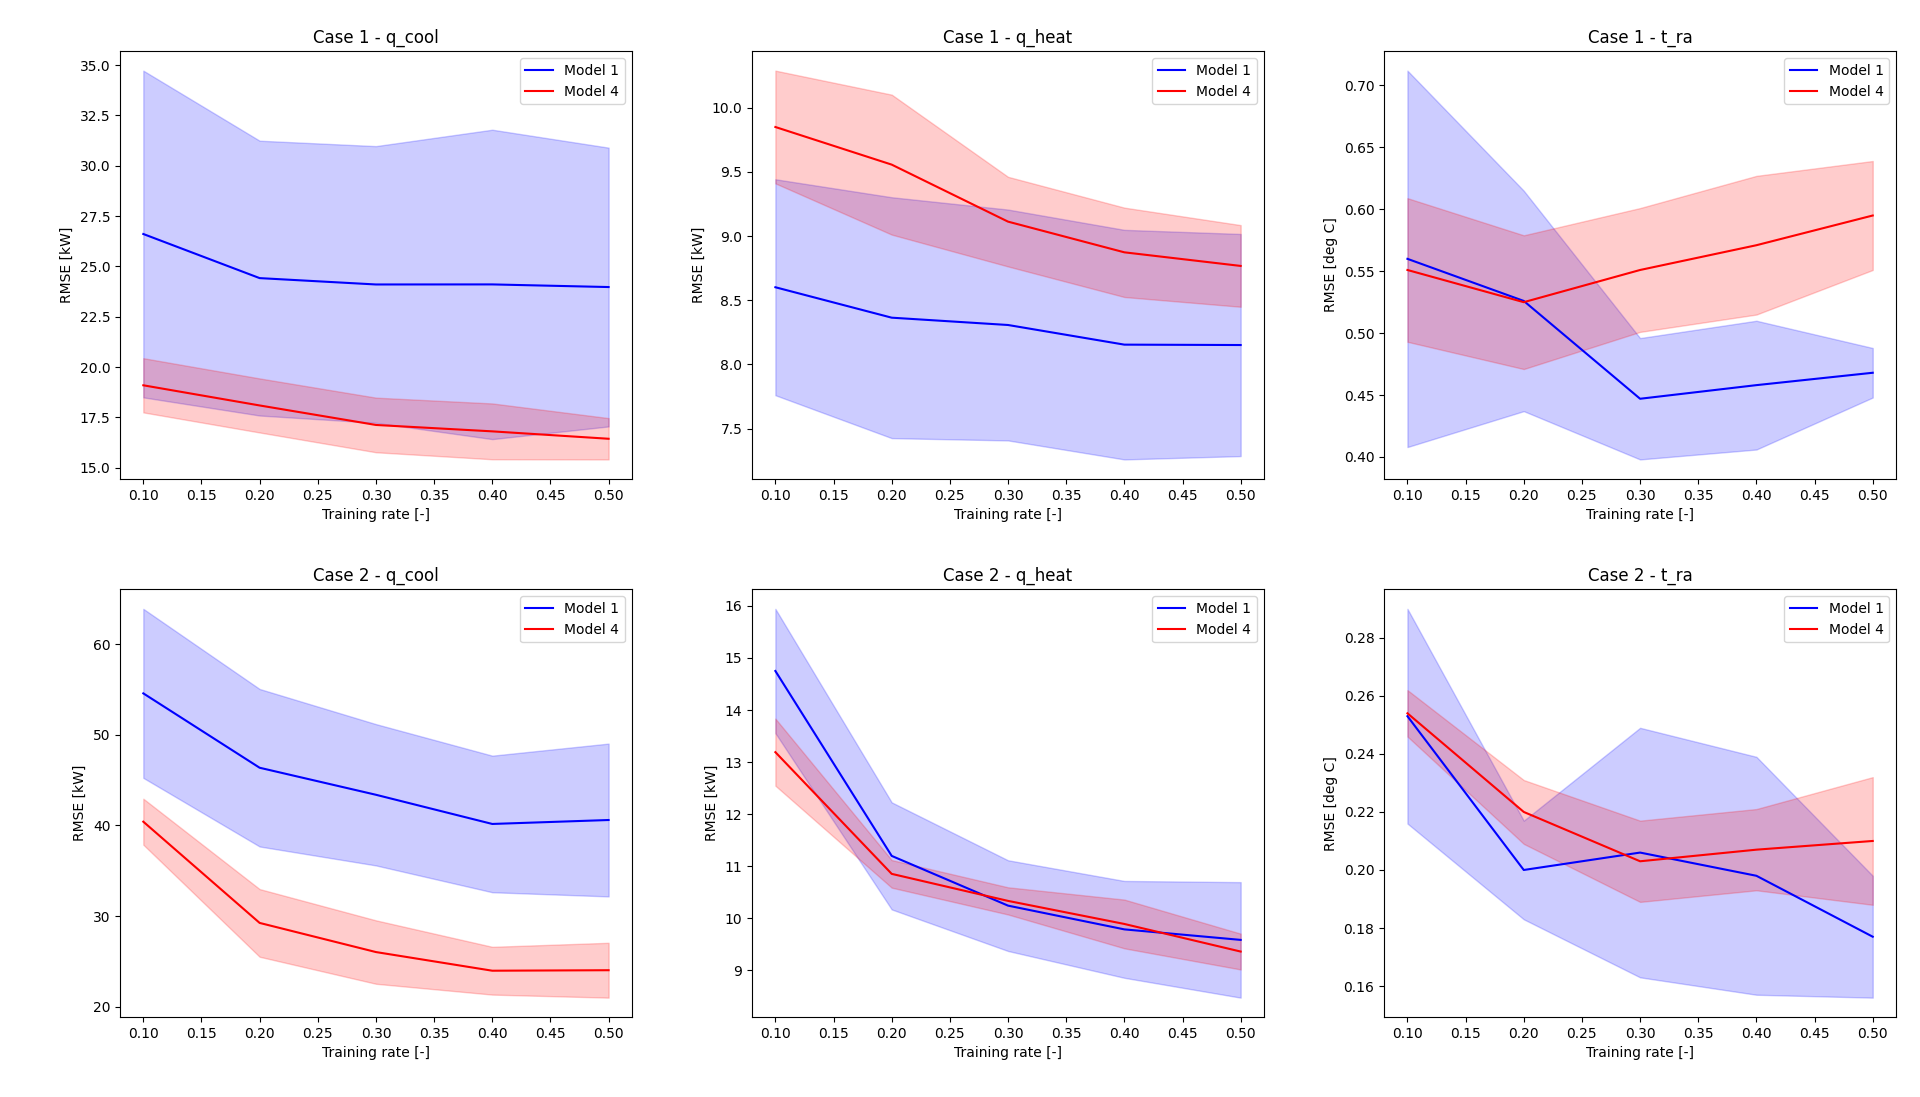 Case 1 - q_cool
35.0
32.5
30.0
27.5
25.0
22.5
20.0
17.5
15.0
RMSE [kW]
Model 1
Model 4
0.10 0.15 0.20 0.25 0.30 0.35 0.40 0.45 0.50
Training rate [-]
Case 1 - q_heat
10.0
9.5
9.0
8.5
8.0
7.5
RMSE [kW]
Model 1
Model 4
0.10 0.15 0.20 0.25 0.30 0.35 0.40 0.45 0.50
Training rate [-]
Case 1 - t_ra
0.70
0.65
0.60
0.55
0.50
0.45
0.40
RMSE [deg C]
Model 1
Model 4
0.10 0.15 0.20 0.25 0.30 0.35 0.40 0.45 0.50
Training rate [-]
Case 2 - q_cool
60
50
40
30
20
RMSE [kW]
Model 1
Model 4
0.10 0.15 0.20 0.25 0.30 0.35 0.40 0.45 0.50
Training rate [-]
Case 2 - q_heat
16
15
14
13
12
11
10
9
RMSE [kW]
Model 1
Model 4
0.10 0.15 0.20 0.25 0.30 0.35 0.40 0.45 0.50
Training rate [-]
Case 2 - t_ra
0.28
0.26
0.24
0.22
0.20
0.18
0.16
RMSE [deg C]
Model 1
Model 4
0.10 0.15 0.20 0.25 0.30 0.35 0.40 0.45 0.50
Training rate [-]